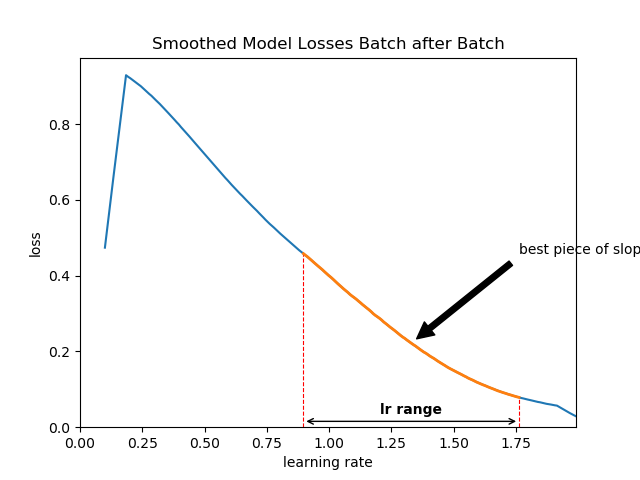 Smoothed Model Losses Batch after Batch
loss
0.8
0.6
0.4
0.2
0.0
best piece of slop
lr range
0.00 0.25 0.50 0.75 1.00 1.25 1.50 1.75
learning rate